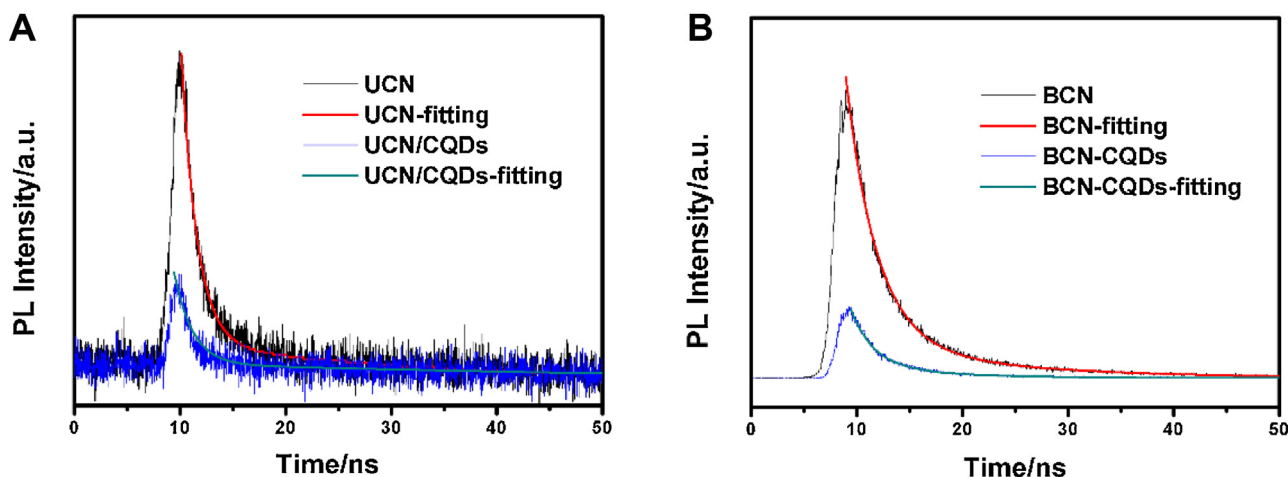 A
PL Intensity/a.u.
UCN
UCN-fitting
UCN/CQDs
UCN/CQDs-fitting
0 10 20 30 40 50
Time/ns
B
PL Intensity/a.u.
BCN
BCN-fitting
BCN-CQDs
BCN-CQDs-fitting
0 10 20 30 40 50
Time/ns